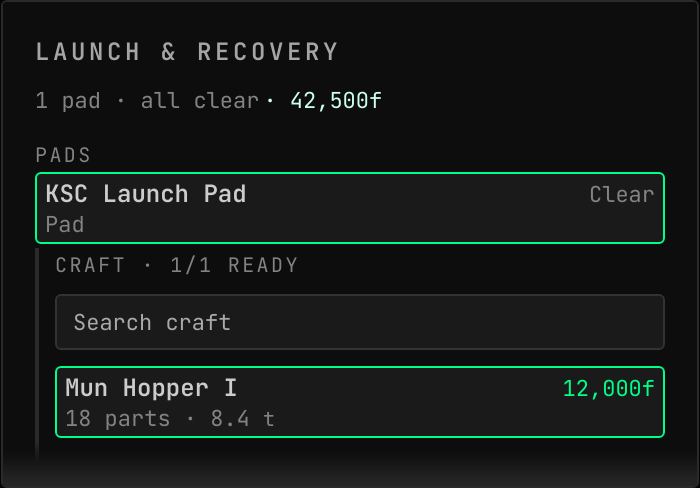 LAUNCH & RECOVERY
1 pad · all clear · 42,500f
PADS
KSC Launch Pad Clear
Pad
CRAFT · 1/1 READY
Search craft
Mun Hopper I 12,000f
18 parts · 8.4 t